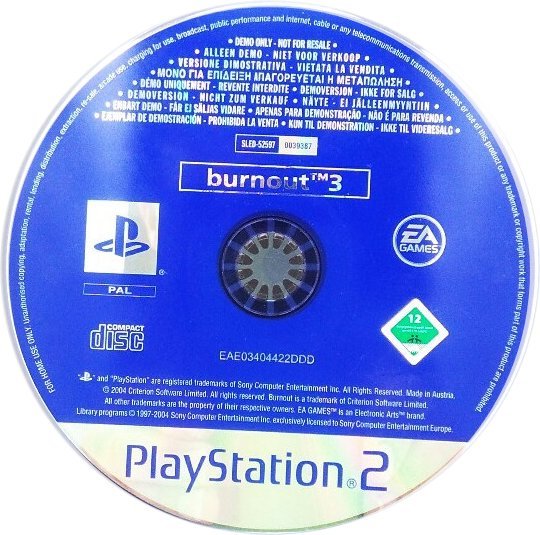 FOR HOME USE ONLY. Unauthorised copying, adaptation, rental, lending, distribution, extraction, re-sale, arcade use, charging for use, broadcast, public performance and internet, cable or any telecommunications transmission, access or use of this product or any trademark or copyright work that forms part of this product are prohibited.
• DEMO ONLY - NOT FOR RESALE •
• ALLEEN DEMO - NIET VOOR VERKOOP •
• VERSIONE DIMOSTRATIVA - VIETATA LA VENDITA •
• ΜΟΝΟ ΓΙΑ ΕΠΙΔΕΙΞΗ ΑΠΑΓΟΡΕΥΕΤΑΙ Η ΜΕΤΑΠΩΛΗΣΗ •
• DÉMO UNIQUEMENT - REVENTE INTERDITE • DEMOVERSJON - IKKE FOR SALG •
• DEMOVERSION - NICHT ZUM VERKAUF • NÄYTE - EI JÄLLEENMYYNTIIN •
• ENBART DEMO - FÅR EJ SÄLJAS VIDARE • APENAS PARA DEMONSTRAÇÃO - NÃO É PARA REVENDA •
• EJEMPLAR DE DEMOSTRACIÓN - PROHIBIDA LA VENTA • KUN TIL DEMONSTRATION - IKKE TIL VIDERESALG •
SLED-52597 0039387
burnout™3
EA GAMES™
PAL
12
COMPACT disc
EAE03404422DDD
" " and "PlayStation" are registered trademarks of Sony Computer Entertainment Inc. All Rights Reserved. Made in Austria.
© 2004 Criterion Software Limited. All rights reserved. Burnout is a trademark of Criterion Software Limited.
All other trademarks are the property of their respective owners. EA GAMES™ is an Electronic Arts™ brand.
Library programs © 1997-2004 Sony Computer Entertainment Inc. exclusively licensed to Sony Computer Entertainment Europe.
PlayStation®2